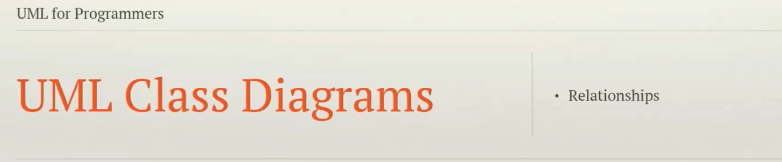 UML for Programmers
UML Class Diagrams
• Relationships